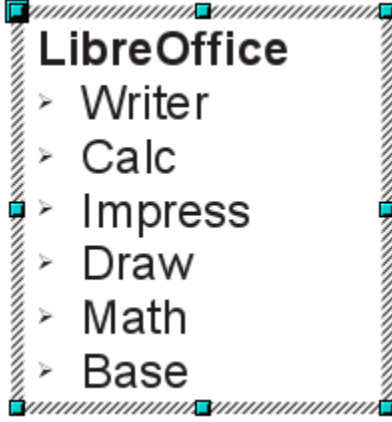 LibreOffice
➢ Writer
➢ Calc
➢ Impress
➢ Draw
➢ Math
➢ Base